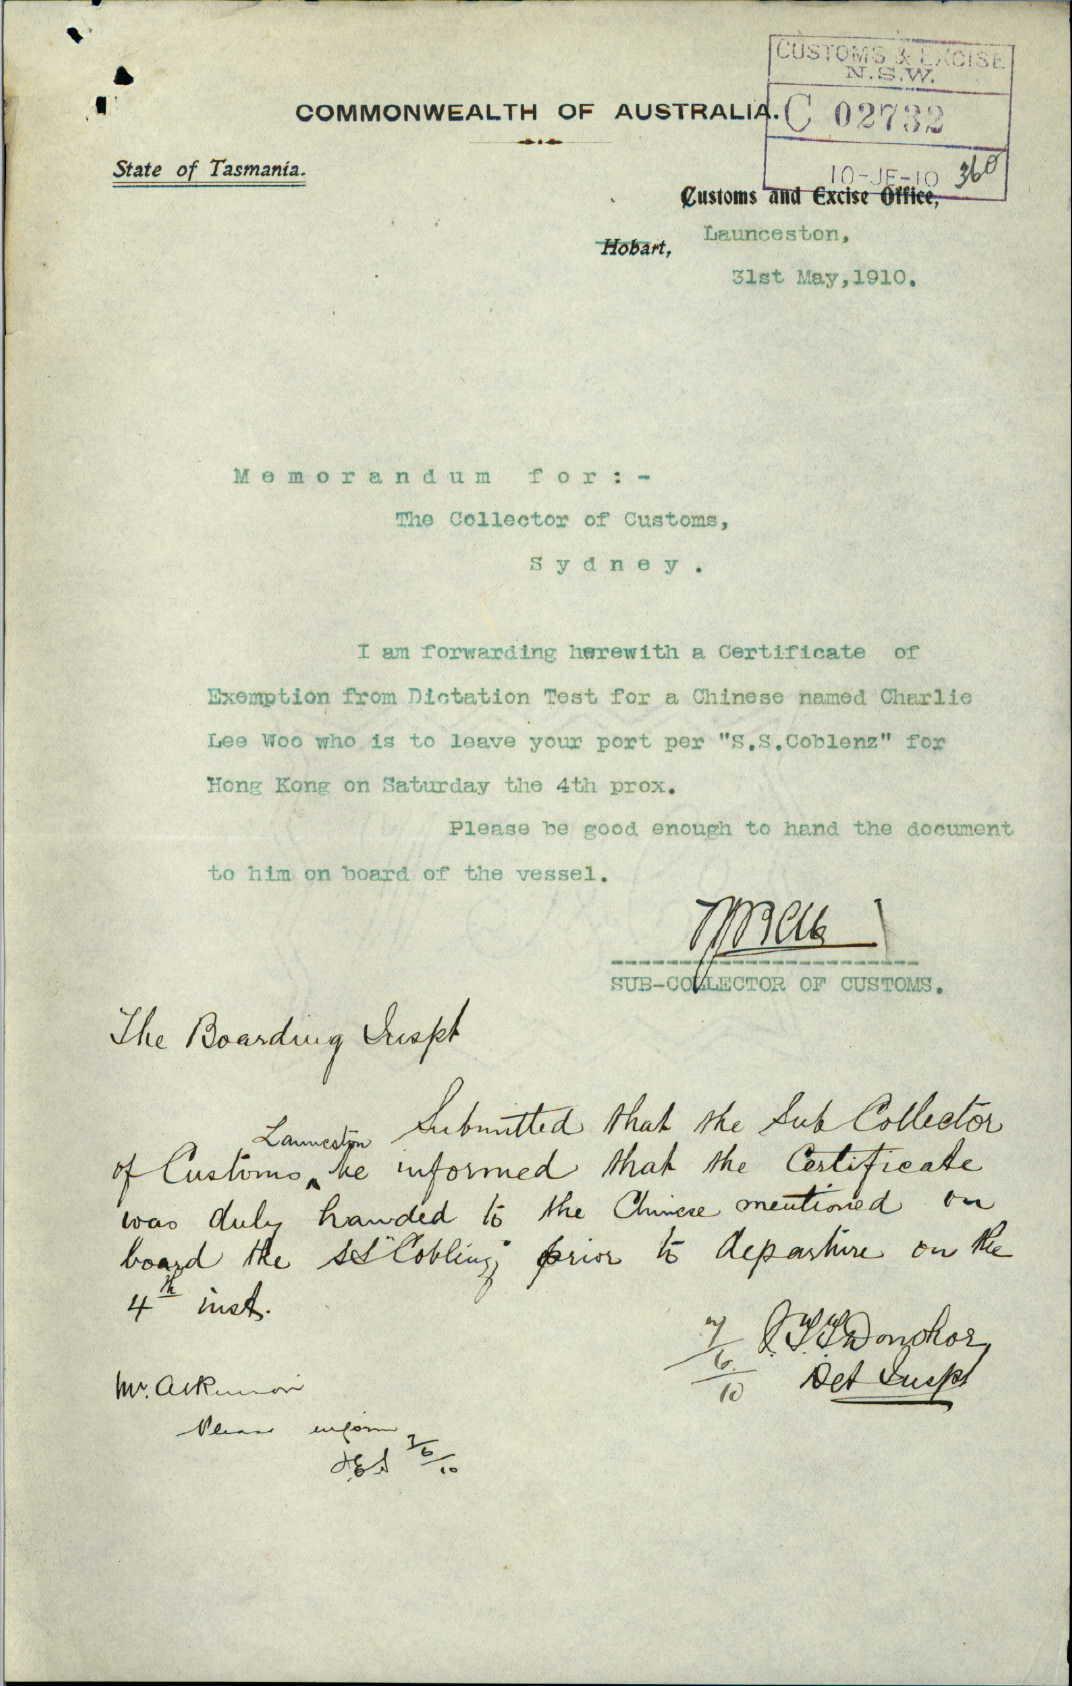 CUSTOMS & EXCISE
N.S.W.
C 02732
10-JE-10 360
COMMONWEALTH OF AUSTRALIA.
State of Tasmania.
Customs and Excise Office,
Hobart, Launceston,
31st May,1910.
Memorandum for:-
The Collector of Customs,
Sydney.
I am forwarding herewith a Certificate of
Exemption from Dictation Test for a Chinese named Charlie
Lee Woo who is to leave your port per "S.S.Coblenz" for
Hong Kong on Saturday the 4th prox.
Please be good enough to hand the document
to him on board of the vessel.
SUB-COLLECTOR OF CUSTOMS.
The Boarding Inspt
Submitted that the Sub Collector
Launceston
of Customs ^ be informed that the Certificate
was duly handed to the Chinese mentioned on
board the SS "Coblinz" prior to departure on the
4th inst.
7/6/10 Donohoe
Det Inspt
Mr. Atkinson
Please inform
7/6/10